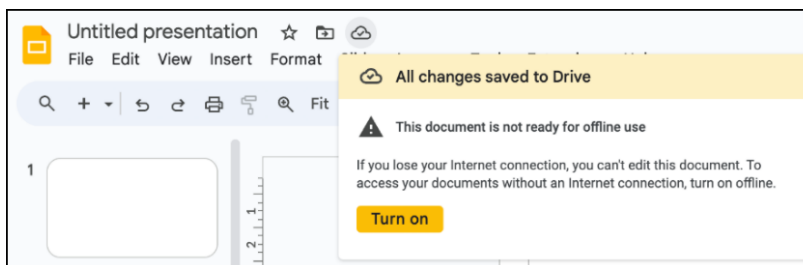 Untitled presentation
File Edit View Insert Format
All changes saved to Drive
Fit
This document is not ready for offline use
If you lose your Internet connection, you can't edit this document. To
access your documents without an Internet connection, turn on offline.
Turn on
1
1
2